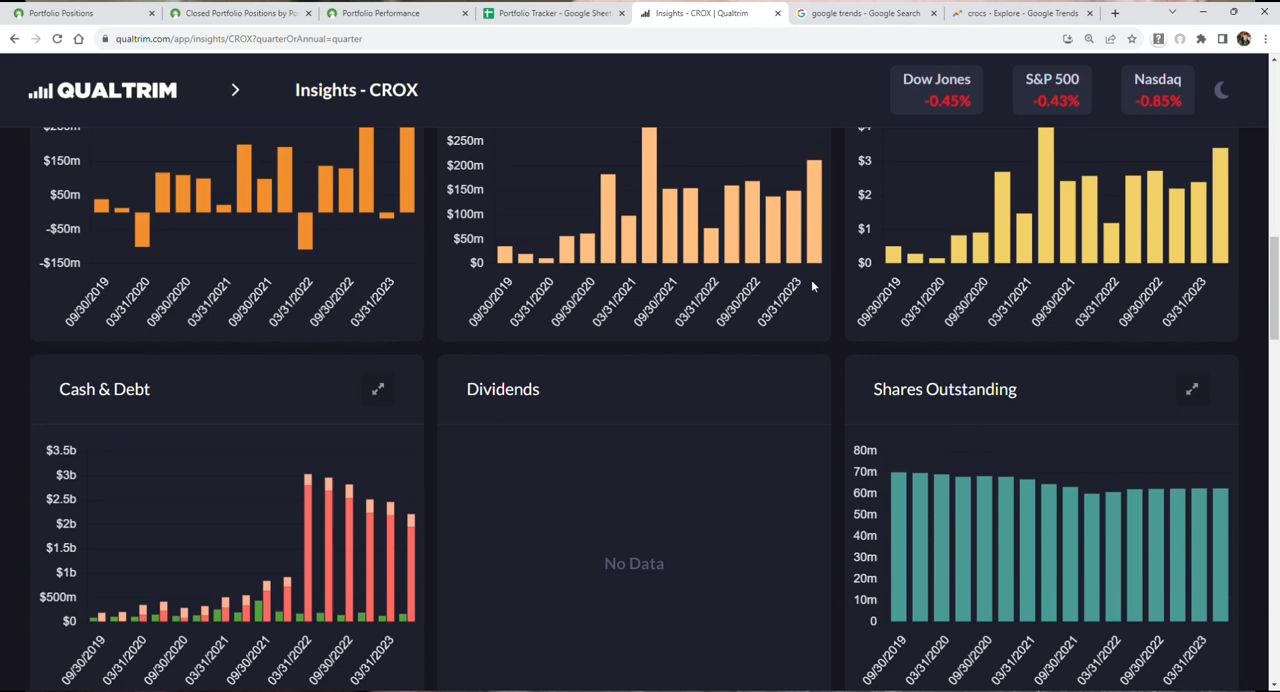 Portfolio Positions
Closed Portfolio Positions by Po
Portfolio Performance
Portfolio Tracker - Google Sheet
Insights - CROX | Qualtrim
google trends - Google Search
crocs - Explore - Google Trends
qualtrim.com/app/insights/CROX?quarterOrAnnual=quarter
QUALTRIM
Insights - CROX
Dow Jones
-0.45%
S&P 500
-0.43%
Nasdaq
-0.85%
$150m
$50m
-$50m
-$150m
09/30/2019
03/31/2020
09/30/2020
03/31/2021
09/30/2021
03/31/2022
09/30/2022
03/31/2023
$250m
$200m
$150m
$100m
$50m
$0
09/30/2019
03/31/2020
09/30/2020
03/31/2021
09/30/2021
03/31/2022
09/30/2022
03/31/2023
$4
$3
$2
$1
$0
09/30/2019
03/31/2020
09/30/2020
03/31/2021
09/30/2021
03/31/2022
09/30/2022
03/31/2023
Cash & Debt
$3.5b
$3b
$2.5b
$2b
$1.5b
$1b
$500m
$0
09/30/2019
03/31/2020
09/30/2020
03/31/2021
09/30/2021
03/31/2022
09/30/2022
03/31/2023
Dividends
No Data
Shares Outstanding
80m
70m
60m
50m
40m
30m
20m
10m
0
09/30/2019
03/31/2020
09/30/2020
03/31/2021
09/30/2021
03/31/2022
09/30/2022
03/31/2023